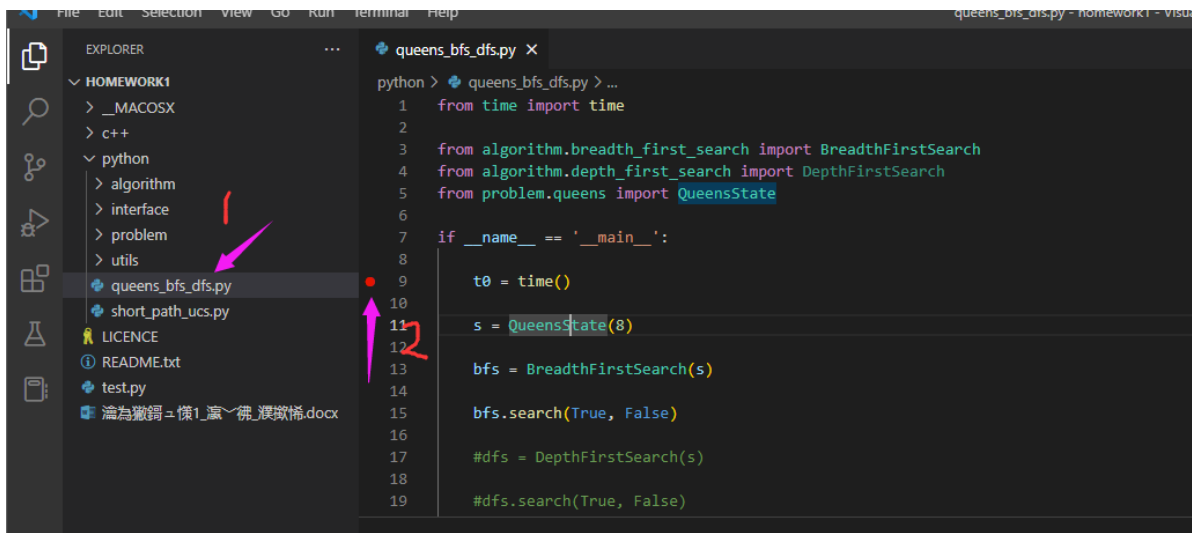 File Edit Selection View Go Run Terminal Help
queens_bfs_dfs.py - homework1 -
EXPLORER
HOMEWORK1
__MACOSX
c++
python
algorithm
interface
problem
utils
queens_bfs_dfs.py
short_path_ucs.py
LICENCE
README.txt
test.py
1
queens_bfs_dfs.py
python > queens_bfs_dfs.py > ...
1 from time import time
2
3 from algorithm.breadth_first_search import BreadthFirstSearch
4 from algorithm.depth_first_search import DepthFirstSearch
5 from problem.queens import QueensState
6
7 if __name__ == '__main__':
8
9 t0 = time()
10
11 s = QueensState(8)
12
13 bfs = BreadthFirstSearch(s)
14
15 bfs.search(True, False)
16
17 #dfs = DepthFirstSearch(s)
18
19 #dfs.search(True, False)
2